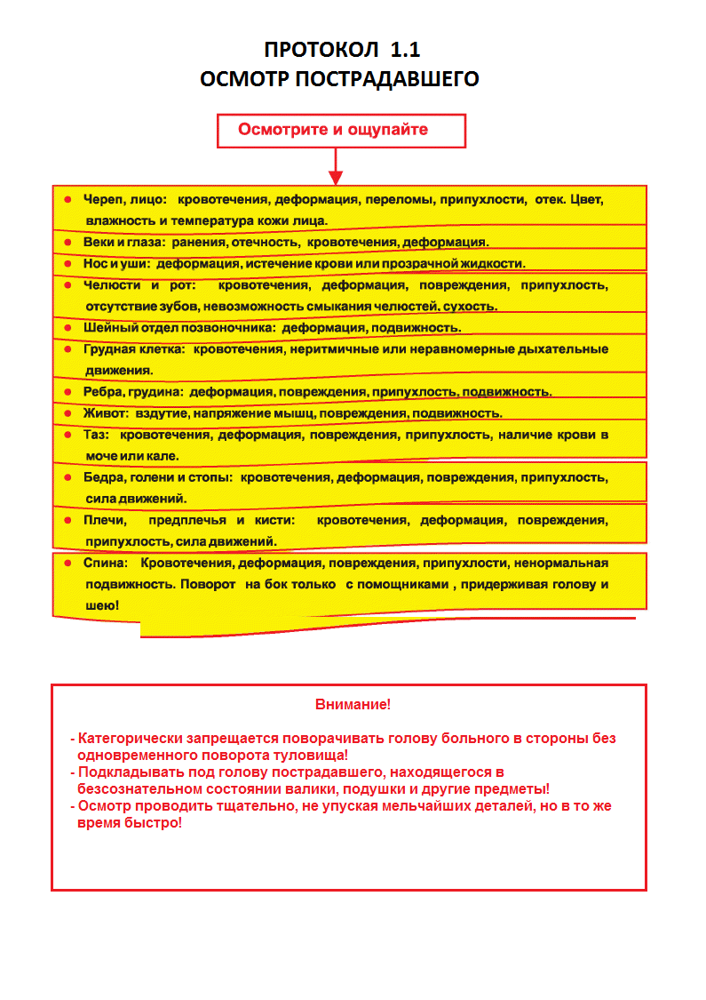 ПРОТОКОЛ 1.1
ОСМОТР ПОСТРАДАВШЕГО
Осмотрите и ощупайте
• Череп, лицо: кровотечения, деформация, переломы, припухлости, отек. Цвет,
влажность и температура кожи лица.
• Веки и глаза: ранения, отечность, кровотечения, деформация.
• Нос и уши: деформация, истечение крови или прозрачной жидкости.
• Челюсти и рот: кровотечения, деформация, повреждения, припухлость,
отсутствие зубов, невозможность смыкания челюстей, сухость.
• Шейный отдел позвоночника: деформация, подвижность.
• Грудная клетка: кровотечения, неритмичные или неравномерные дыхательные
движения.
• Ребра, грудина: деформация, повреждения, припухлость, подвижность.
• Живот: вздутие, напряжение мышц, повреждения, подвижность.
• Таз: кровотечения, деформация, повреждения, припухлость, наличие крови в
моче или кале.
• Бедра, голени и стопы: кровотечения, деформация, повреждения, припухлость,
сила движений.
• Плечи, предплечья и кисти: кровотечения, деформация, повреждения,
припухлость, сила движений.
• Спина: Кровотечения, деформация, повреждения, припухлости, ненормальная
подвижность. Поворот на бок только с помощниками , придерживая голову и
шею!
Внимание!
- Категорически запрещается поворачивать голову больного в стороны без
одновременного поворота туловища!
- Подкладывать под голову пострадавшего, находящегося в
безсознательном состоянии валики, подушки и другие предметы!
- Осмотр проводить тщательно, не упуская мельчайших деталей, но в то же
время быстро!